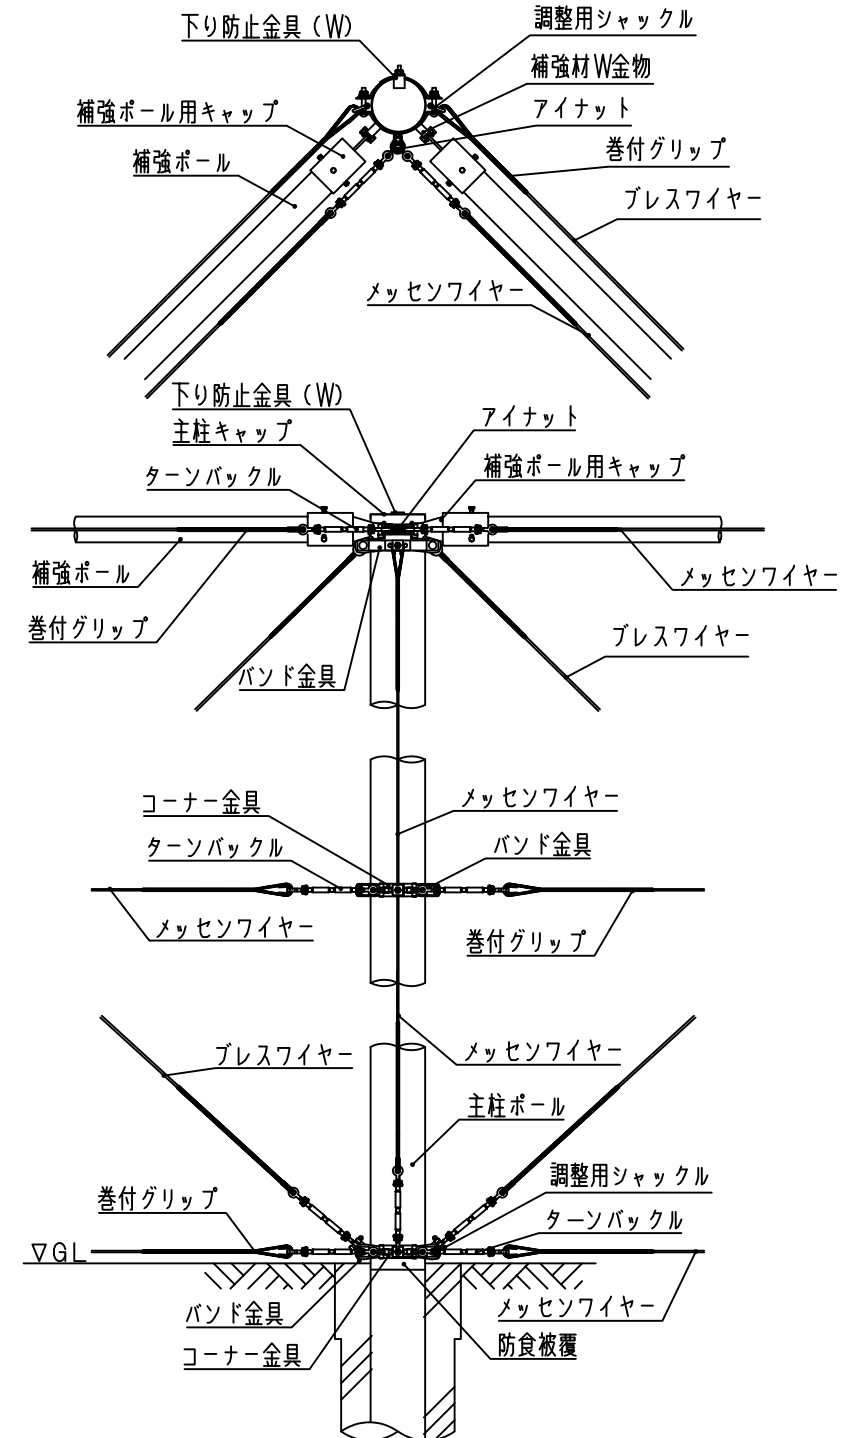 下り防止金具（W）
調整用シャックル
補強材W金物
補強ポール用キャップ
アイナット
補強ポール
巻付グリップ
ブレスワイヤー
メッセンワイヤー
下り防止金具（W）
アイナット
主柱キャップ
ターンバックル
補強ポール用キャップ
補強ポール
メッセンワイヤー
巻付グリップ
ブレスワイヤー
バンド金具
コーナー金具
メッセンワイヤー
ターンバックル
バンド金具
メッセンワイヤー
巻付グリップ
ブレスワイヤー
メッセンワイヤー
主柱ポール
調整用シャックル
巻付グリップ
ターンバックル
▽GL
バンド金具
メッセンワイヤー
コーナー金具
防食被覆